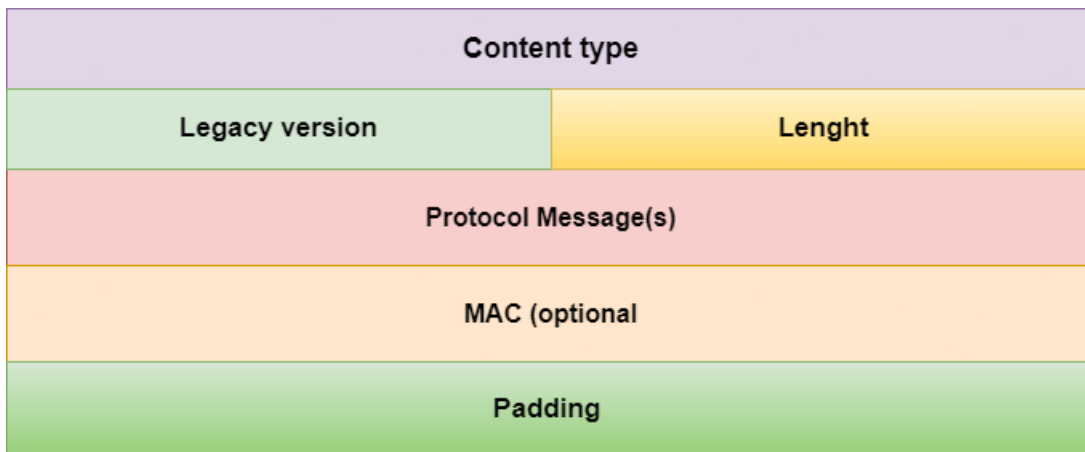 Content type
Legacy version
Lenght
Protocol Message(s)
MAC (optional
Padding